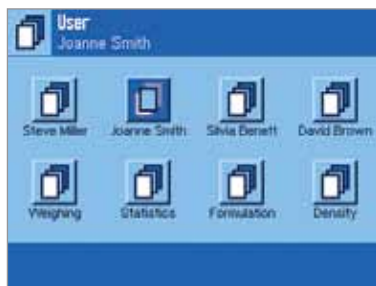 User
Joanne Smith
Steve Miller Joanne Smith Silvia Benett David Brown
Weighing Statistics Formulation Density